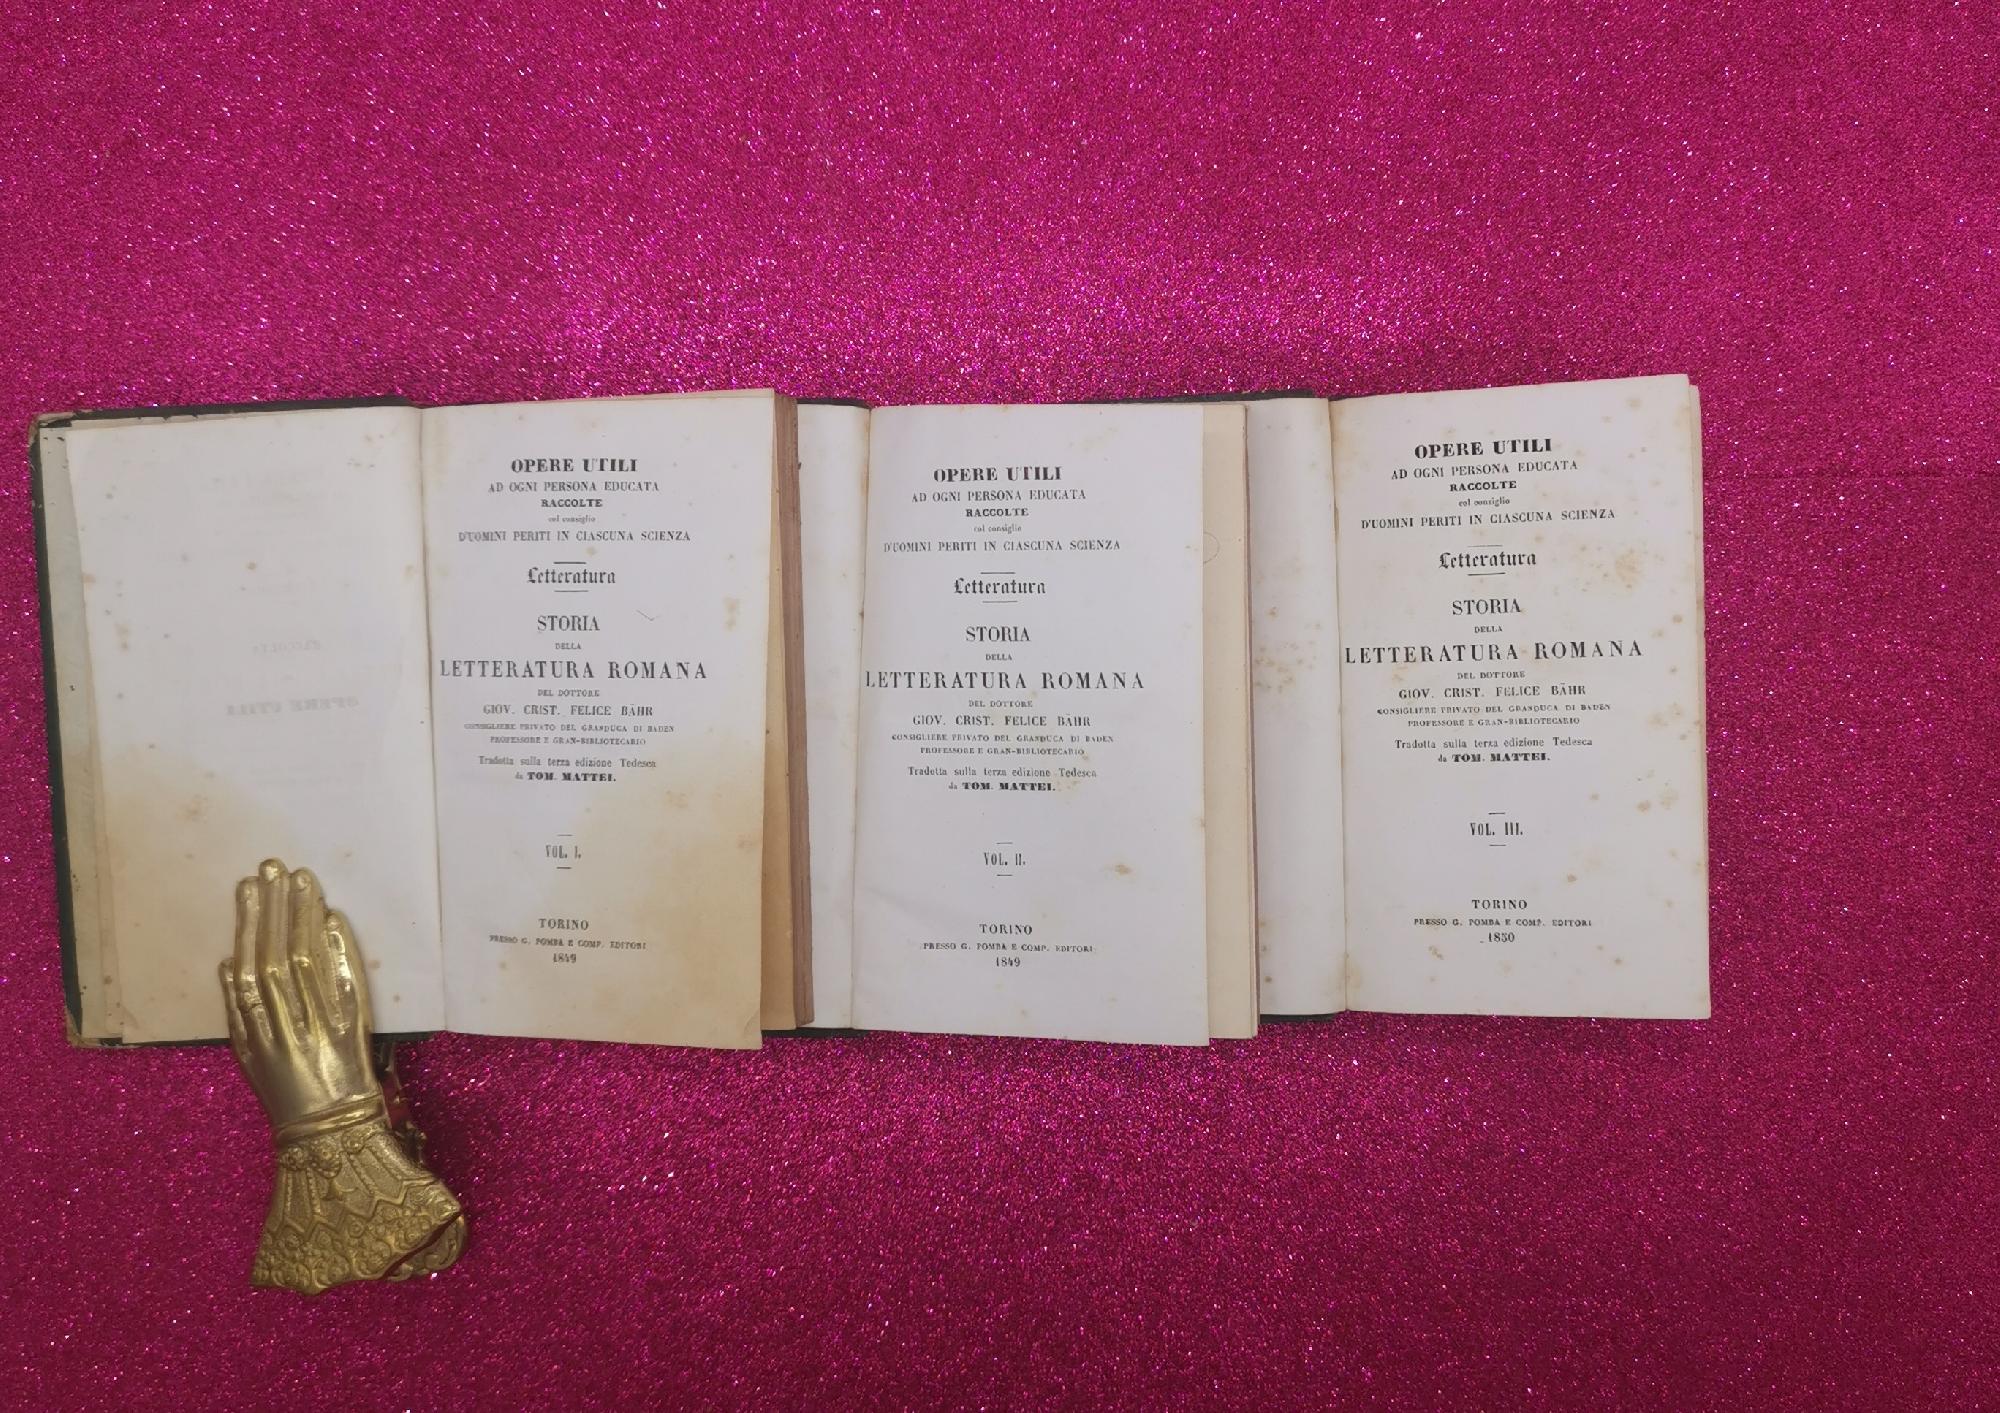 OPERE UTILI
AD OGNI PERSONA EDUCATA
RACCOLTE
col consiglio
D'UOMINI PERITI IN CIASCUNA SCIENZA
Letteratura
STORIA
DELLA
LETTERATURA ROMANA
DEL DOTTORE
GIOV. CRIST. FELICE BÄHR
CONSIGLIERE PRIVATO DEL GRANDUCA DI BADEN
PROFESSORE E GRAN-BIBLIOTECARIO
Tradotta sulla terza edizione Tedesca
da TOM. MATTEI.
VOL. I.
TORINO
PRESSO G. POMBA E COMP. EDITORI
1849
OPERE UTILI
AD OGNI PERSONA EDUCATA
RACCOLTE
col consiglio
D'UOMINI PERITI IN CIASCUNA SCIENZA
Letteratura
STORIA
DELLA
LETTERATURA ROMANA
DEL DOTTORE
GIOV. CRIST. FELICE BÄHR
CONSIGLIERE PRIVATO DEL GRANDUCA DI BADEN
PROFESSORE E GRAN-BIBLIOTECARIO
Tradotta sulla terza edizione Tedesca
da TOM. MATTEI.
VOL. II.
TORINO
PRESSO G. POMBA E COMP. EDITORI
1849
OPERE UTILI
AD OGNI PERSONA EDUCATA
RACCOLTE
col consiglio
D'UOMINI PERITI IN CIASCUNA SCIENZA
Letteratura
STORIA
DELLA
LETTERATURA ROMANA
DEL DOTTORE
GIOV. CRIST. FELICE BÄHR
CONSIGLIERE PRIVATO DEL GRANDUCA DI BADEN
PROFESSORE E GRAN-BIBLIOTECARIO
Tradotta sulla terza edizione Tedesca
da TOM. MATTEI.
VOL. III.
TORINO
PRESSO G. POMBA E COMP. EDITORI
1850